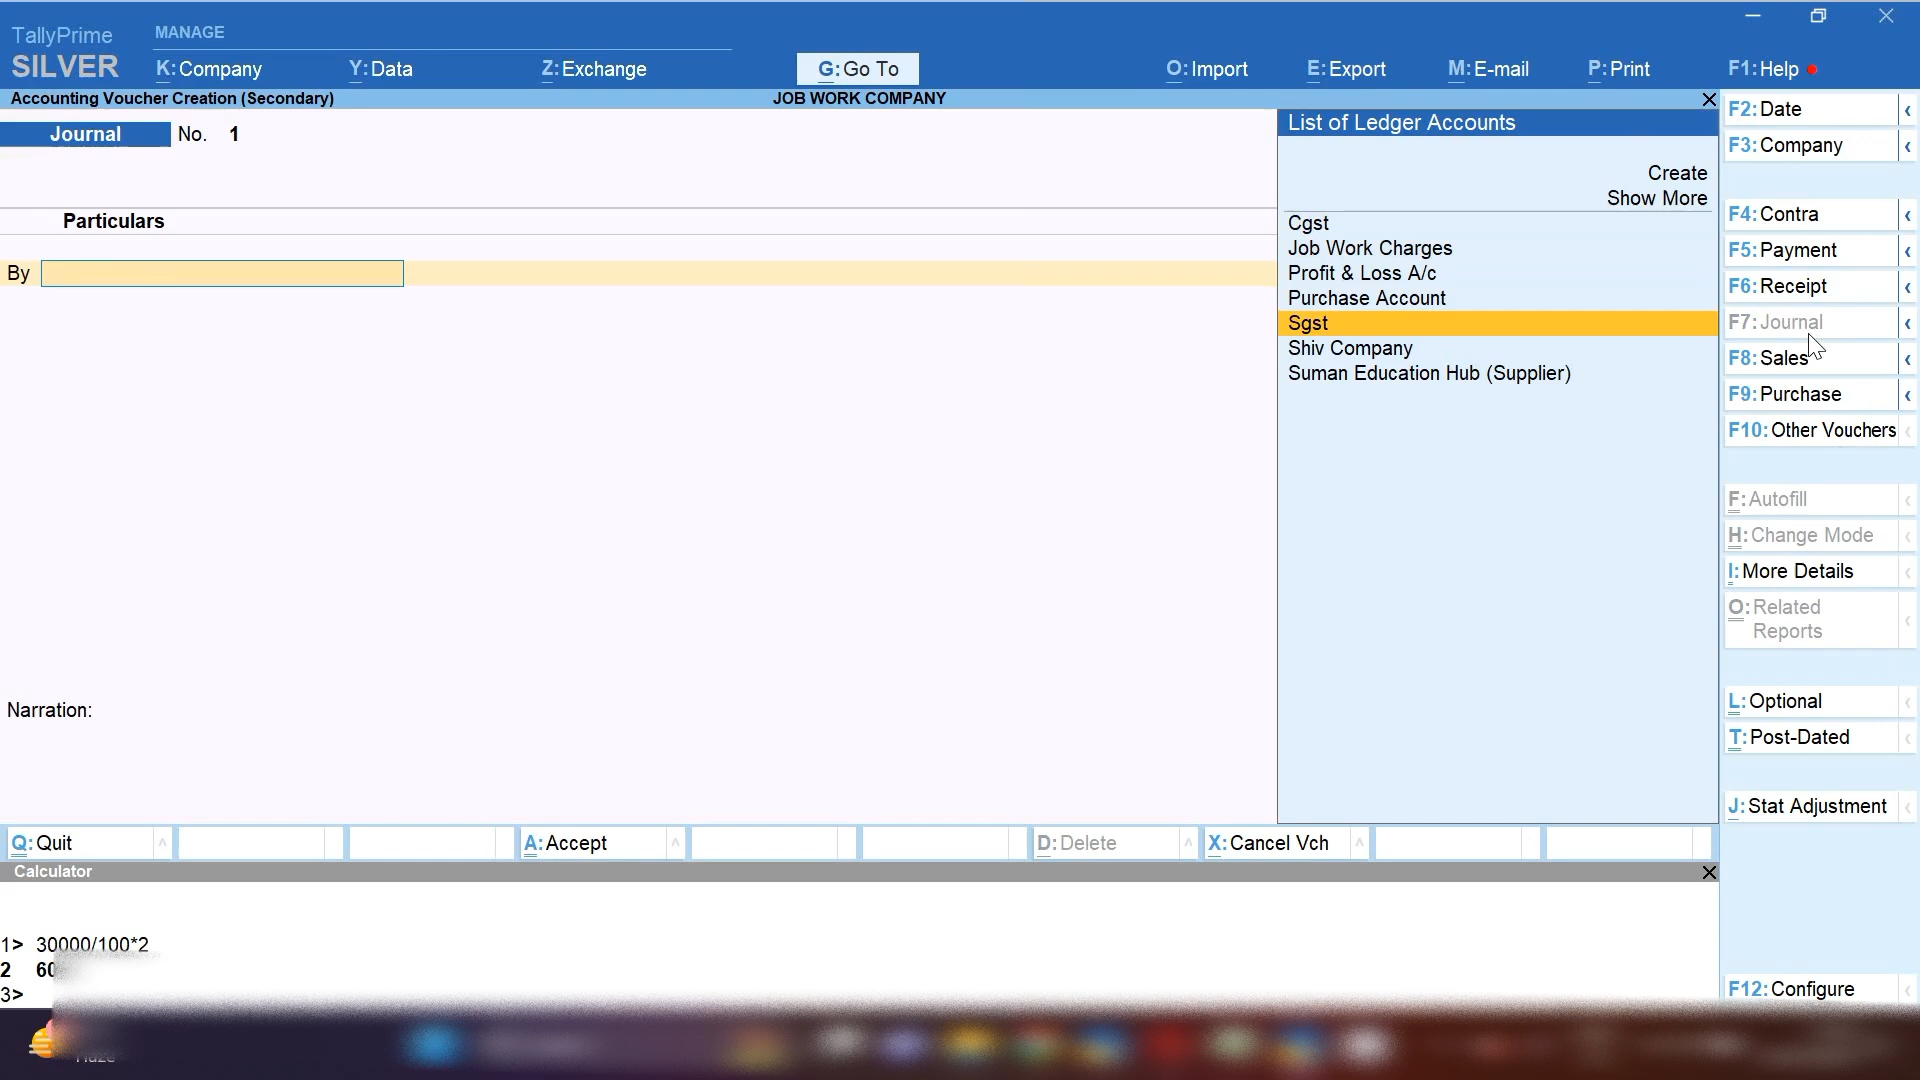 TallyPrime
SILVER
MANAGE
K: Company
Y: Data
Z: Exchange
G: Go To
O: Import
E: Export
M: E-mail
P: Print
F1: Help
Accounting Voucher Creation (Secondary)
JOB WORK COMPANY
Journal No. 1
Particulars
By
List of Ledger Accounts
Create
Show More
Cgst
Job Work Charges
Profit & Loss A/c
Purchase Account
Sgst
Shiv Company
Suman Education Hub (Supplier)
F2: Date
F3: Company
F4: Contra
F5: Payment
F6: Receipt
F7: Journal
F8: Sales
F9: Purchase
F10: Other Vouchers
F: Autofill
H: Change Mode
I: More Details
O: Related
Reports
L: Optional
T: Post-Dated
J: Stat Adjustment
F12: Configure
Narration:
Q: Quit
A: Accept
D: Delete
X: Cancel Vch
Calculator
1> 30000/100*2
2
3>